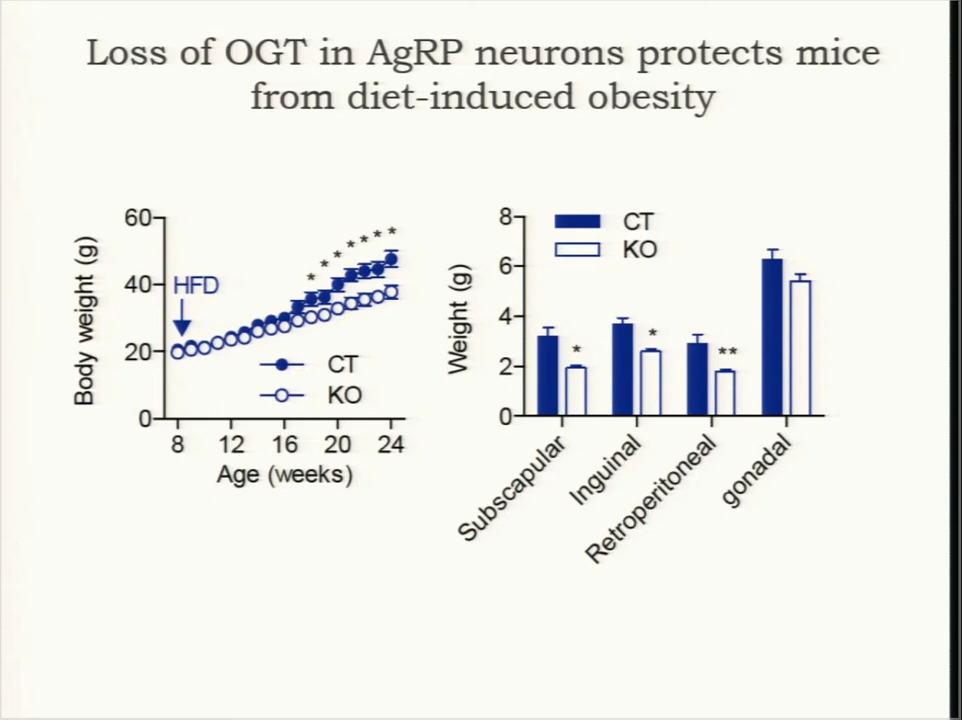 Loss of OGT in AgRP neurons protects mice
from diet-induced obesity
Body weight (g)
60
40
20
0
HFD
* * * * * * *
CT
KO
8 12 16 20 24
Age (weeks)
Weight (g)
8
6
4
2
0
CT
KO
*
*
**
Subscapular
Inguinal
Retroperitoneal
gonadal